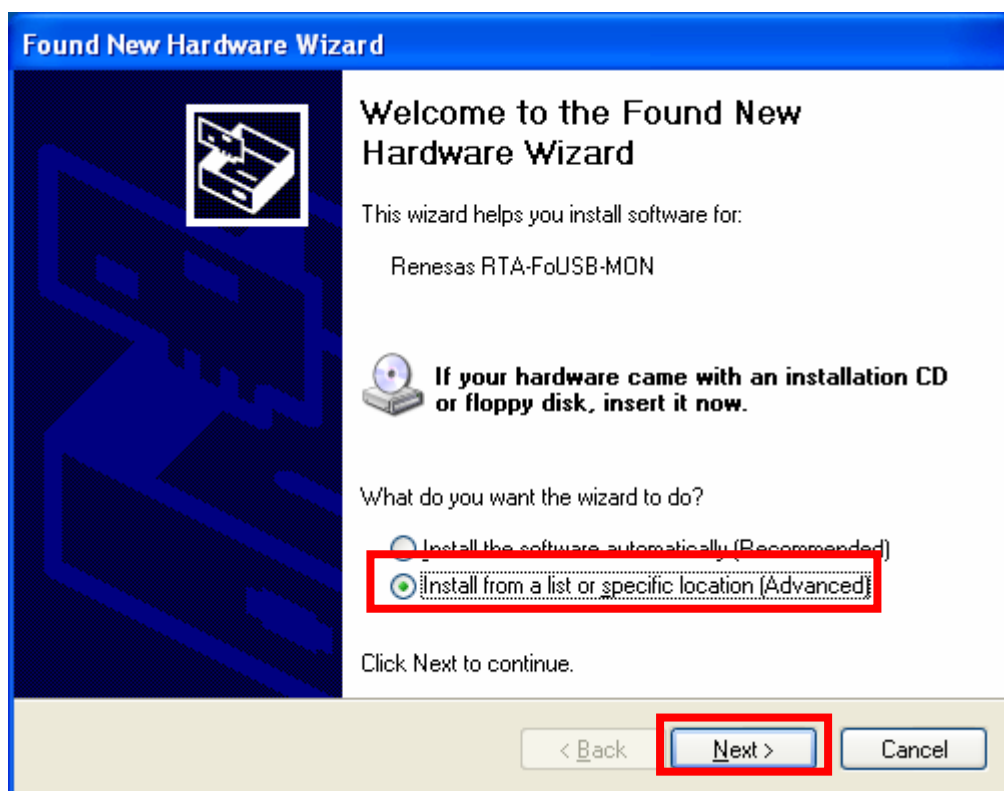 Found New Hardware Wizard
Welcome to the Found New
Hardware Wizard
This wizard helps you install software for:
Renesas RTA-FoUSB-MON
If your hardware came with an installation CD
or floppy disk, insert it now.
What do you want the wizard to do?
Install the software automatically (Recommended)
Install from a list or specific location (Advanced)
Click Next to continue.
< Back
Next >
Cancel